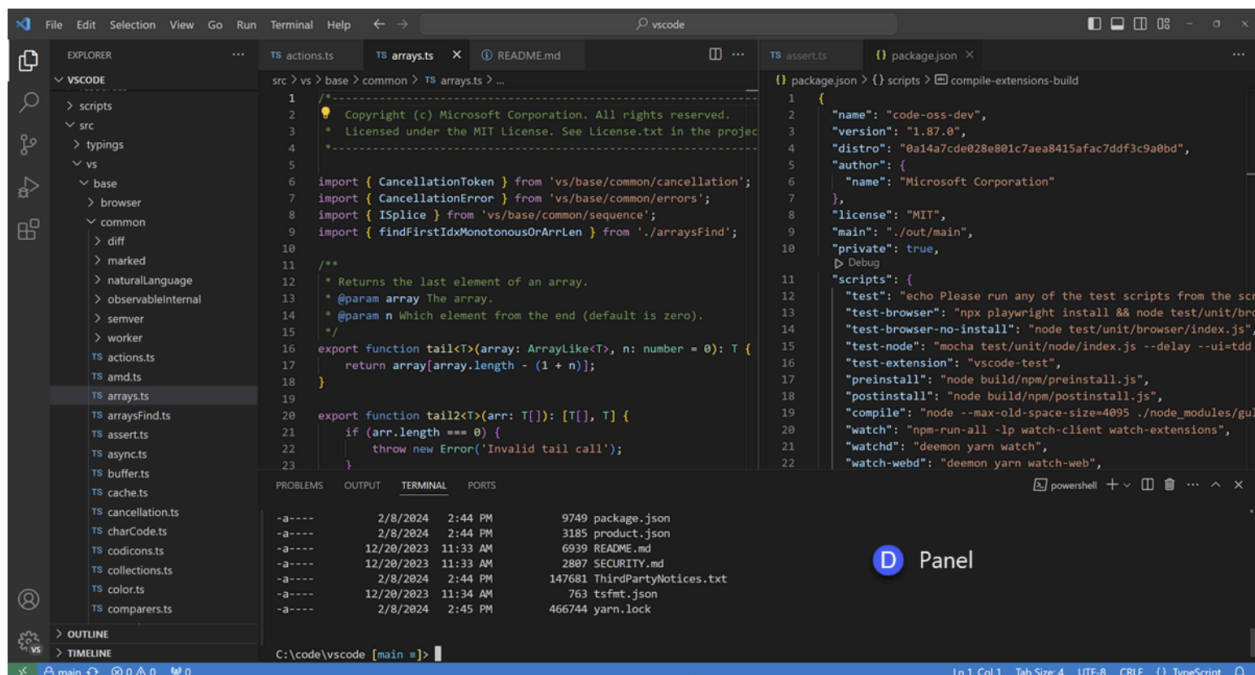 File Edit Selection View Go Run Terminal Help
vscode
EXPLORER
VSCODE
scripts
src
typings
vs
base
browser
common
diff
marked
naturalLanguage
observableInternal
semver
worker
TS actions.ts
TS amd.ts
TS arrays.ts
TS arraysFind.ts
TS assert.ts
TS async.ts
TS buffer.ts
TS cache.ts
TS cancellation.ts
TS charCode.ts
TS codicons.ts
TS collections.ts
TS color.ts
TS comparers.ts
OUTLINE
TIMELINE
TS actions.ts TS arrays.ts README.md
src > vs > base > common > TS arrays.ts > ...
1 /*---------------------------------------------------------------
2 Copyright (c) Microsoft Corporation. All rights reserved.
3 * Licensed under the MIT License. See License.txt in the projec
4 *---------------------------------------------------------------
5
6 import { CancellationToken } from 'vs/base/common/cancellation';
7 import { CancellationError } from 'vs/base/common/errors';
8 import { ISplice } from 'vs/base/common/sequence';
9 import { findFirstIdxMonotonousOrArrLen } from './arraysFind';
10
11 /**
12 * Returns the last element of an array.
13 * @param array The array.
14 * @param n Which element from the end (default is zero).
15 */
16 export function tail<T>(array: ArrayLike<T>, n: number = 0): T {
17 return array[array.length - (1 + n)];
18 }
19
20 export function tail2<T>(arr: T[]): [T[], T] {
21 if (arr.length === 0) {
22 throw new Error('Invalid tail call');
23 }
TS assert.ts {} package.json
{} package.json > {} scripts > compile-extensions-build
1 {
2 "name": "code-oss-dev",
3 "version": "1.87.0",
4 "distro": "0a14a7cde028e801c7aea8415afac7ddf3c9a0bd",
5 "author": {
6 "name": "Microsoft Corporation"
7 },
8 "license": "MIT",
9 "main": "./out/main",
10 "private": true,
Debug
11 "scripts": {
12 "test": "echo Please run any of the test scripts from the scr
13 "test-browser": "npx playwright install && node test/unit/bro
14 "test-browser-no-install": "node test/unit/browser/index.js",
15 "test-node": "mocha test/unit/node/index.js --delay --ui=tdd
16 "test-extension": "vscode-test",
17 "preinstall": "node build/npm/preinstall.js",
18 "postinstall": "node build/npm/postinstall.js",
19 "compile": "node --max-old-space-size=4095 ./node_modules/gul
20 "watch": "npm-run-all -lp watch-client watch-extensions",
21 "watchd": "deemon yarn watch",
22 "watch-webd": "deemon yarn watch-web",
PROBLEMS OUTPUT TERMINAL PORTS
powershell
-a---- 2/8/2024 2:44 PM 9749 package.json
-a---- 2/8/2024 2:44 PM 3185 product.json
-a---- 12/20/2023 11:33 AM 6939 README.md
-a---- 12/20/2023 11:33 AM 2807 SECURITY.md
-a---- 2/8/2024 2:44 PM 147681 ThirdPartyNotices.txt
-a---- 12/20/2023 11:34 AM 763 tsfmt.json
-a---- 2/8/2024 2:45 PM 466744 yarn.lock
C:\code\vscode [main ≡]>
D Panel
VS
main 0 0 0
Ln 1, Col 1 Tab Size: 4 UTF-8 CRLF {} TypeScript